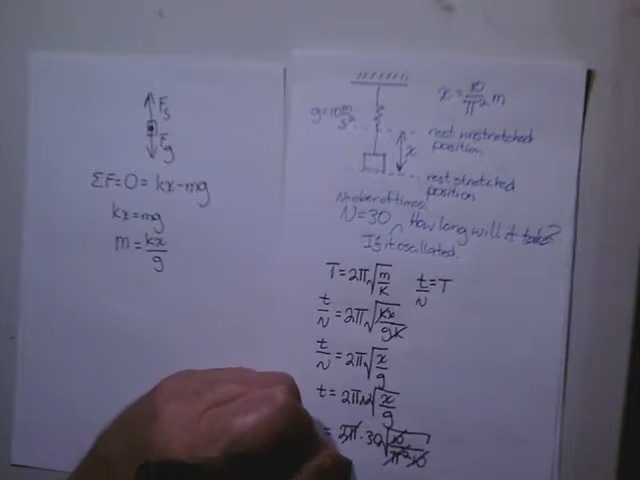 Fs
Fg
ΣF=0=kx-mg
kx=mg
m=kx/g
x=10/π² m
g=10 m/s²
rest unstretched
position
x
rest stretched
position
Number of times
N=30 How long will it take?
If it oscillated.
T=2π√(m/k) t/N=T
t/N=2π√(kx/gk)
t/N=2π√(x/g)
t=2πN√(x/g)
=2π·30√(10/π²·10)